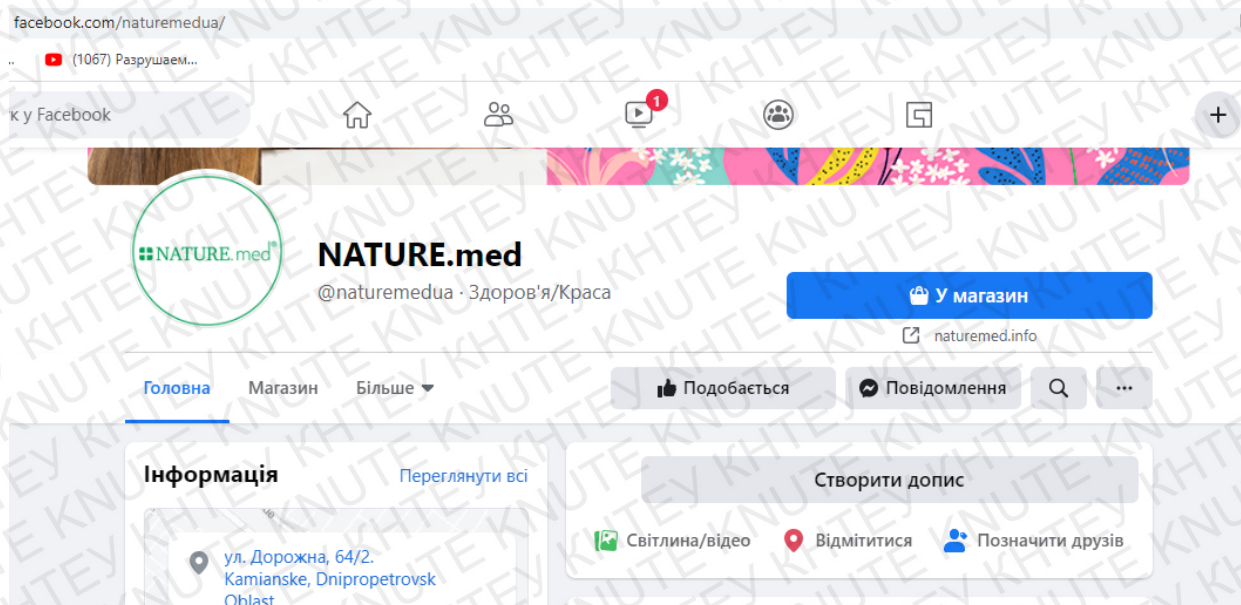 facebook.com/naturemedua/
.. (1067) Разрушаем...
к у Facebook
1
NATURE.med®
NATURE.med
@naturemedua · Здоров'я/Краса
У магазин
naturemed.info
Головна Магазин Більше
Подобається Повідомлення
Інформація Переглянути всі
Створити допис
Світлина/відео Відмітитися Позначити друзів
ул. Дорожна, 64/2.
Kamianske, Dnipropetrovsk
Oblast
KNUTE КНТЕУ